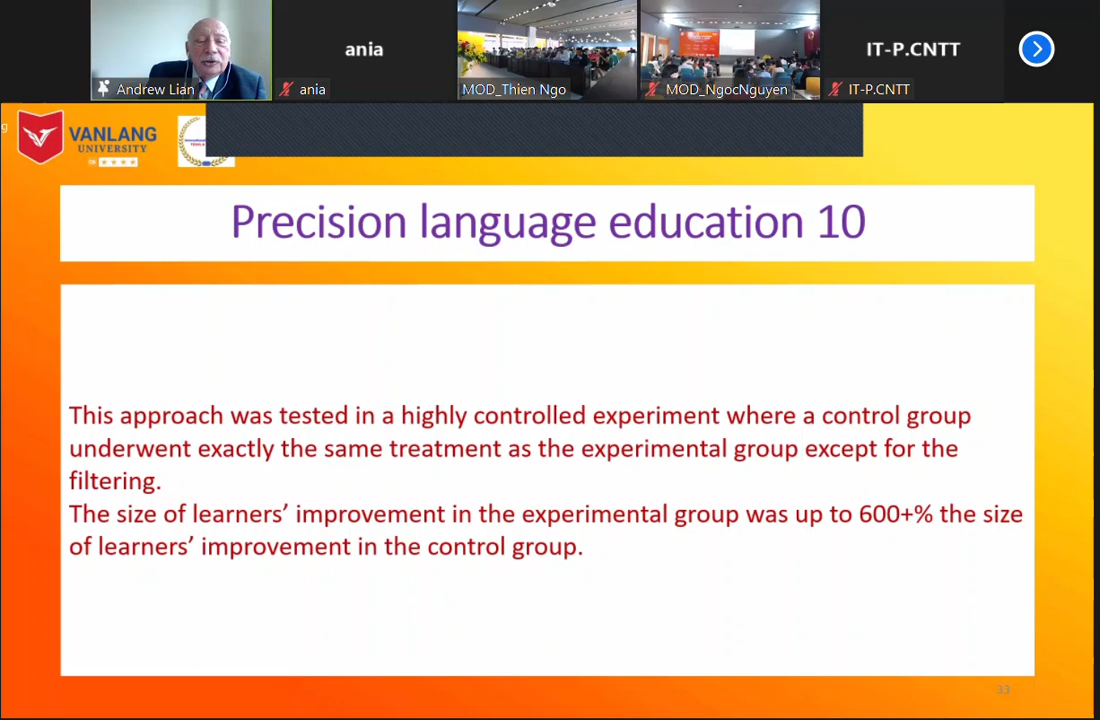 Andrew Lian
ania
ania
MOD_Thien Ngo
MOD_NgocNguyen
IT-P.CNTT
IT-P.CNTT
g
VANLANG
UNIVERSITY
Precision language education 10
This approach was tested in a highly controlled experiment where a control group
underwent exactly the same treatment as the experimental group except for the
filtering.
The size of learners’ improvement in the experimental group was up to 600+% the size
of learners’ improvement in the control group.
33